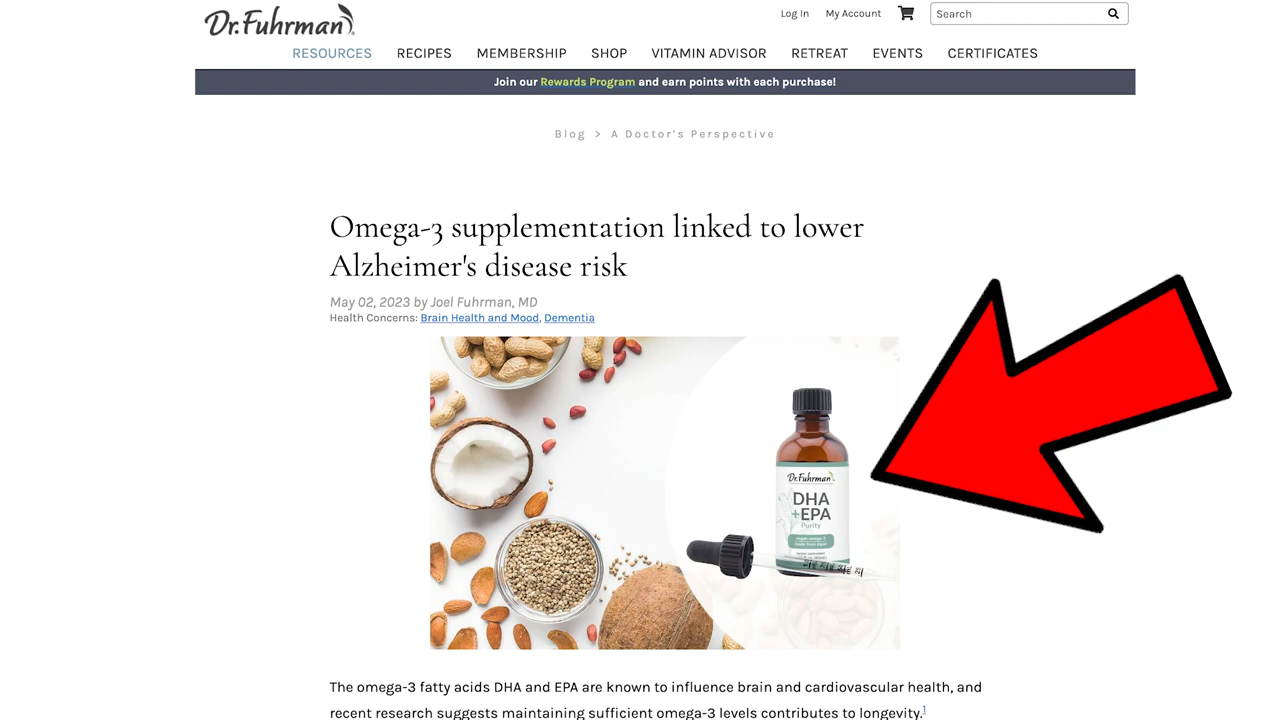 Dr.Fuhrman
Log In My Account Search
RESOURCES RECIPES MEMBERSHIP SHOP VITAMIN ADVISOR RETREAT EVENTS CERTIFICATES
Join our Rewards Program and earn points with each purchase!
Blog > A Doctor's Perspective
Omega-3 supplementation linked to lower
Alzheimer's disease risk
May 02, 2023 by Joel Fuhrman, MD
Health Concerns: Brain Health and Mood, Dementia
Dr.Fuhrman
DHA
+EPA
Purity
The omega-3 fatty acids DHA and EPA are known to influence brain and cardiovascular health, and
recent research suggests maintaining sufficient omega-3 levels contributes to longevity.1